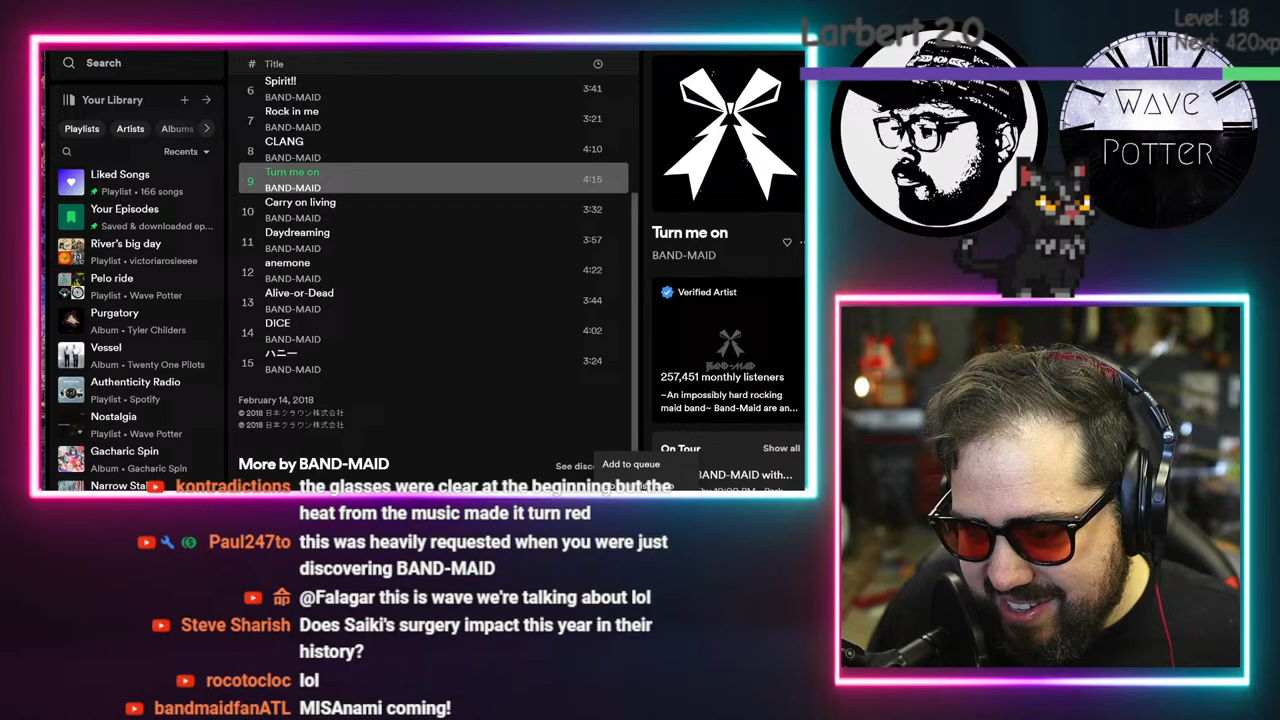 Larbert 2.0
Level: 18
Next: 420xp
WAVE
POTTER
Search
Your Library
Playlists
Artists
Albums
Recents
Liked Songs
Playlist • 166 songs
Your Episodes
Saved & downloaded ep...
River's big day
Playlist • victoriarosieeee
Pelo ride
Playlist • Wave Potter
Purgatory
Album • Tyler Childers
Vessel
Album • Twenty One Pilots
Authenticity Radio
Playlist • Spotify
Nostalgia
Playlist • Wave Potter
Gacharic Spin
Album • Gacharic Spin
# Title
6 Spirit!! 3:41
BAND-MAID
7 Rock in me 3:21
BAND-MAID
8 CLANG 4:10
BAND-MAID
9 Turn me on 4:15
BAND-MAID
10 Carry on living 3:32
BAND-MAID
11 Daydreaming 3:57
BAND-MAID
12 anemone 4:22
BAND-MAID
13 Alive-or-Dead 3:44
BAND-MAID
14 DICE 4:02
BAND-MAID
15 ハニー 3:24
BAND-MAID
February 14, 2018
© 2018 日本クラウン株式会社
℗ 2018 日本クラウン株式会社
More by BAND-MAID
See disco
Add to queue
Turn me on
BAND-MAID
Verified Artist
BAND-MAID
257,451 monthly listeners
~An impossibly hard rocking
maid band~ Band-Maid are an...
On Tour Show all
BAND-MAID with...
kontradictions the glasses were clear at the beginning but the
heat from the music made it turn red
Paul247to this was heavily requested when you were just
discovering BAND-MAID
命 @Falagar this is wave we're talking about lol
Steve Sharish Does Saiki's surgery impact this year in their
history?
rocotocloc lol
bandmaidfanATL MISAnami coming!